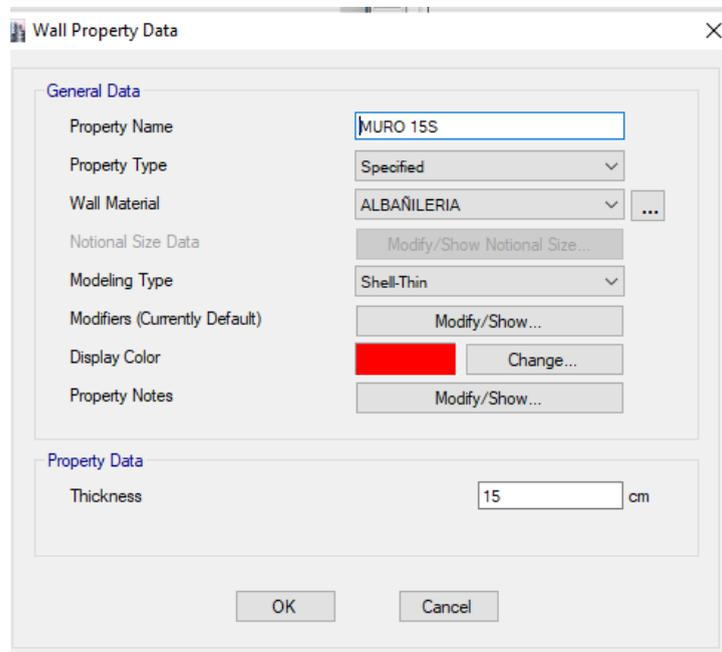 Wall Property Data
General Data
Property Name MURO 15S
Property Type Specified
Wall Material ALBAÑILERIA ...
Notional Size Data Modify/Show Notional Size...
Modeling Type Shell-Thin
Modifiers (Currently Default) Modify/Show...
Display Color Change...
Property Notes Modify/Show...
Property Data
Thickness 15 cm
OK Cancel